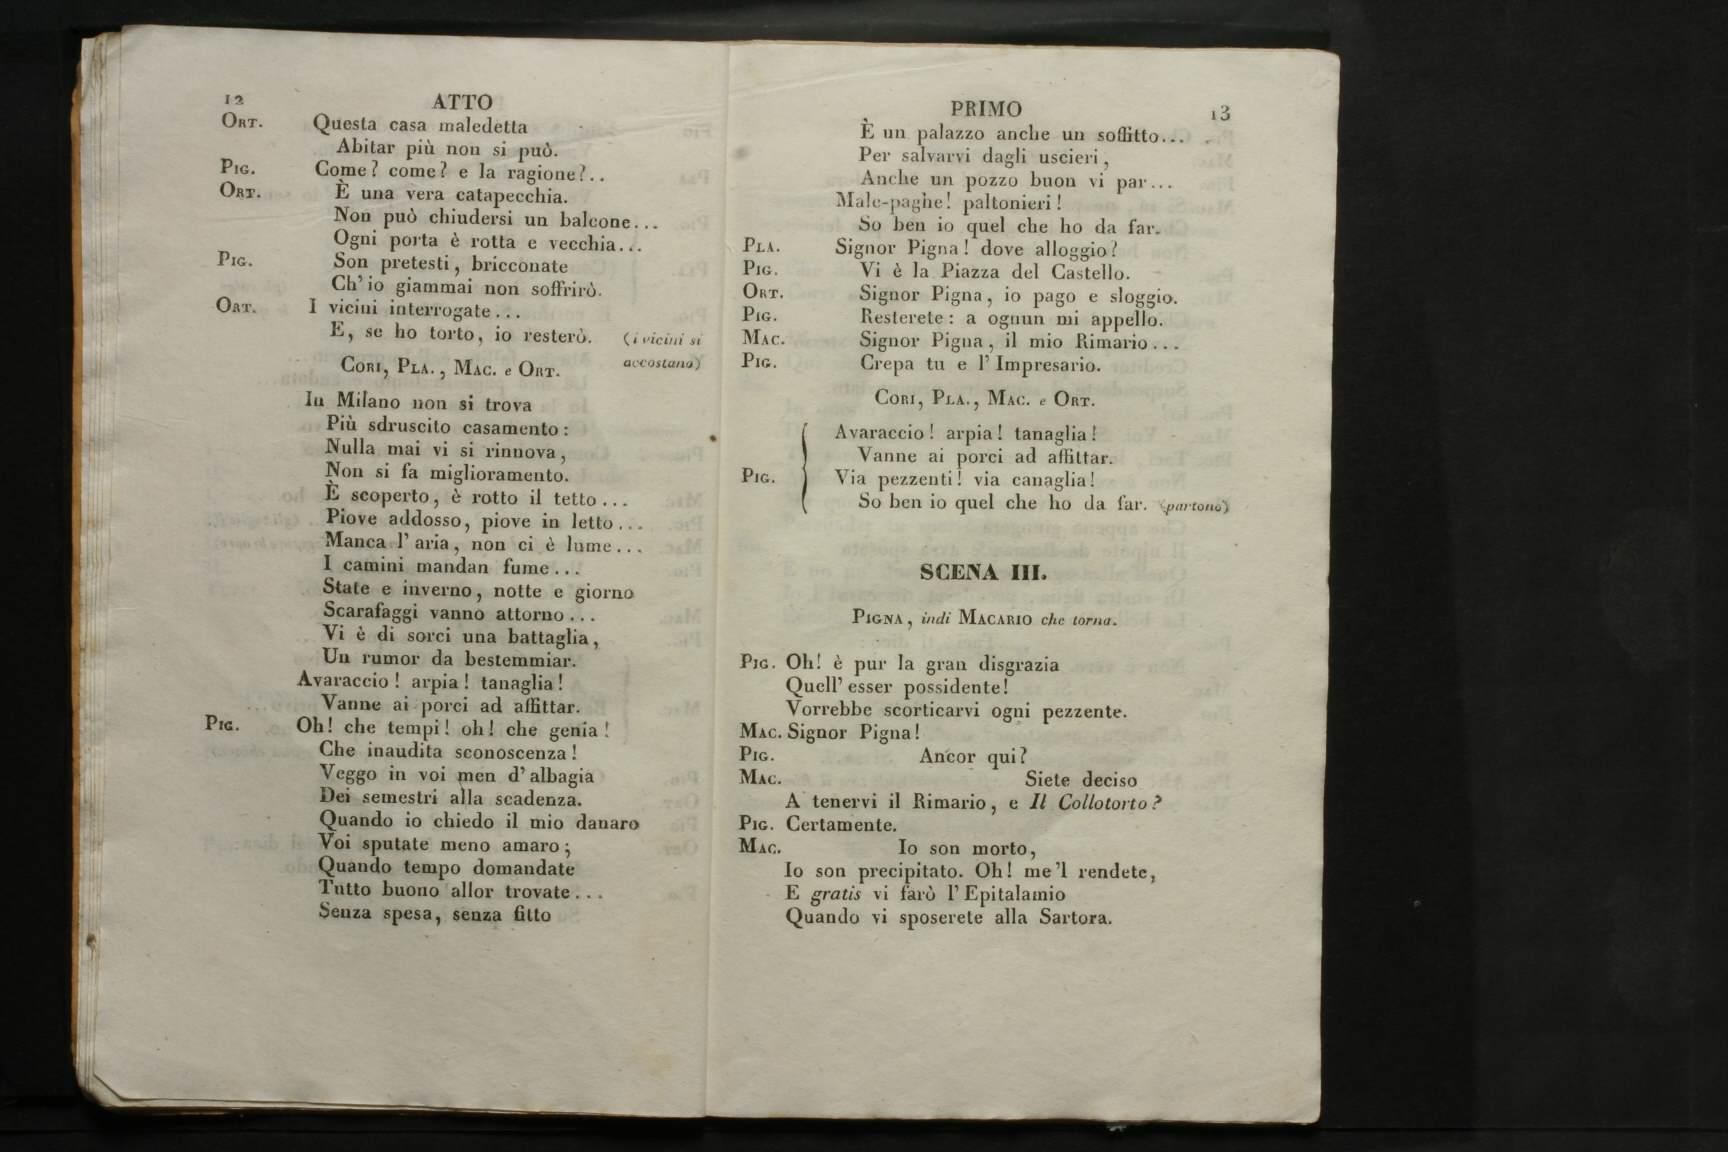 12 ATTO
ORT. Questa casa maledetta
Abitar più non si può.
PIG. Come? come? e la ragione?..
ORT. È una vera catapecchia.
Non può chiudersi un balcone...
Ogni porta è rotta e vecchia...
PIG. Son pretesti, bricconate
Ch'io giammai non soffrirò.
ORT. I vicini interrogate...
E, se ho torto, io resterò. (i vicini si
accostano)
CORI, PLA., MAC. e ORT.
In Milano non si trova
Più sdruscito casamento:
Nulla mai vi si rinnova,
Non si fa miglioramento.
È scoperto, è rotto il tetto...
Piove addosso, piove in letto...
Manca l'aria, non ci è lume...
I camini mandan fume...
State e inverno, notte e giorno
Scarafaggi vanno attorno...
Vi è di sorci una battaglia,
Un rumor da bestemmiar.
Avaraccio! arpia! tanaglia!
Vanne ai porci ad affittar.
PIG. Oh! che tempi! oh! che genia!
Che inaudita sconoscenza!
Veggo in voi men d'albagia
Dei semestri alla scadenza.
Quando io chiedo il mio danaro
Voi sputate meno amaro;
Quando tempo domandate
Tutto buono allor trovate...
Senza spesa, senza fitto
PRIMO 13
È un palazzo anche un soffitto...
Per salvarvi dagli uscieri,
Anche un pozzo buon vi par...
Male-paghe! paltonieri!
So ben io quel che ho da far.
PLA. Signor Pigna! dove alloggio?
PIG. Vi è la Piazza del Castello.
ORT. Signor Pigna, io pago e sloggio.
PIG. Resterete: a ognun mi appello.
MAC. Signor Pigna, il mio Rimario...
PIG. Crepa tu e l'Impresario.
CORI, PLA., MAC. e ORT.
Avaraccio! arpia! tanaglia!
Vanne ai porci ad affittar.
PIG. Via pezzenti! via canaglia!
So ben io quel che ho da far. (partono)
SCENA III.
PIGNA, indi MACARIO che torna.
PIG. Oh! è pur la gran disgrazia
Quell'esser possidente!
Vorrebbe scorticarvi ogni pezzente.
MAC. Signor Pigna!
PIG. Ancor qui?
MAC. Siete deciso
A tenervi il Rimario, e Il Collotorto?
PIG. Certamente.
MAC. Io son morto,
Io son precipitato. Oh! me'l rendete,
E gratis vi farò l'Epitalamio
Quando vi sposerete alla Sartora.